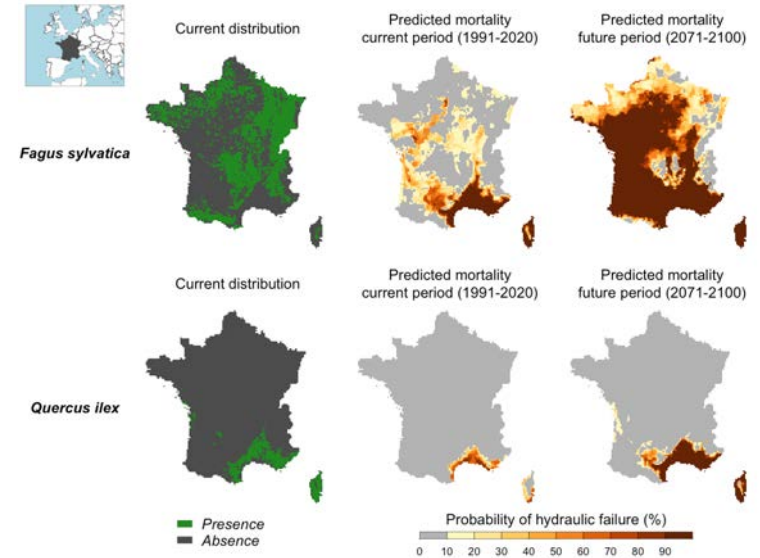 Current distribution
Predicted mortality
current period (1991-2020)
Predicted mortality
future period (2071-2100)
Fagus sylvatica
Current distribution
Predicted mortality
current period (1991-2020)
Predicted mortality
future period (2071-2100)
Quercus ilex
Presence
Absence
Probability of hydraulic failure (%)
0 10 20 30 40 50 60 70 80 90